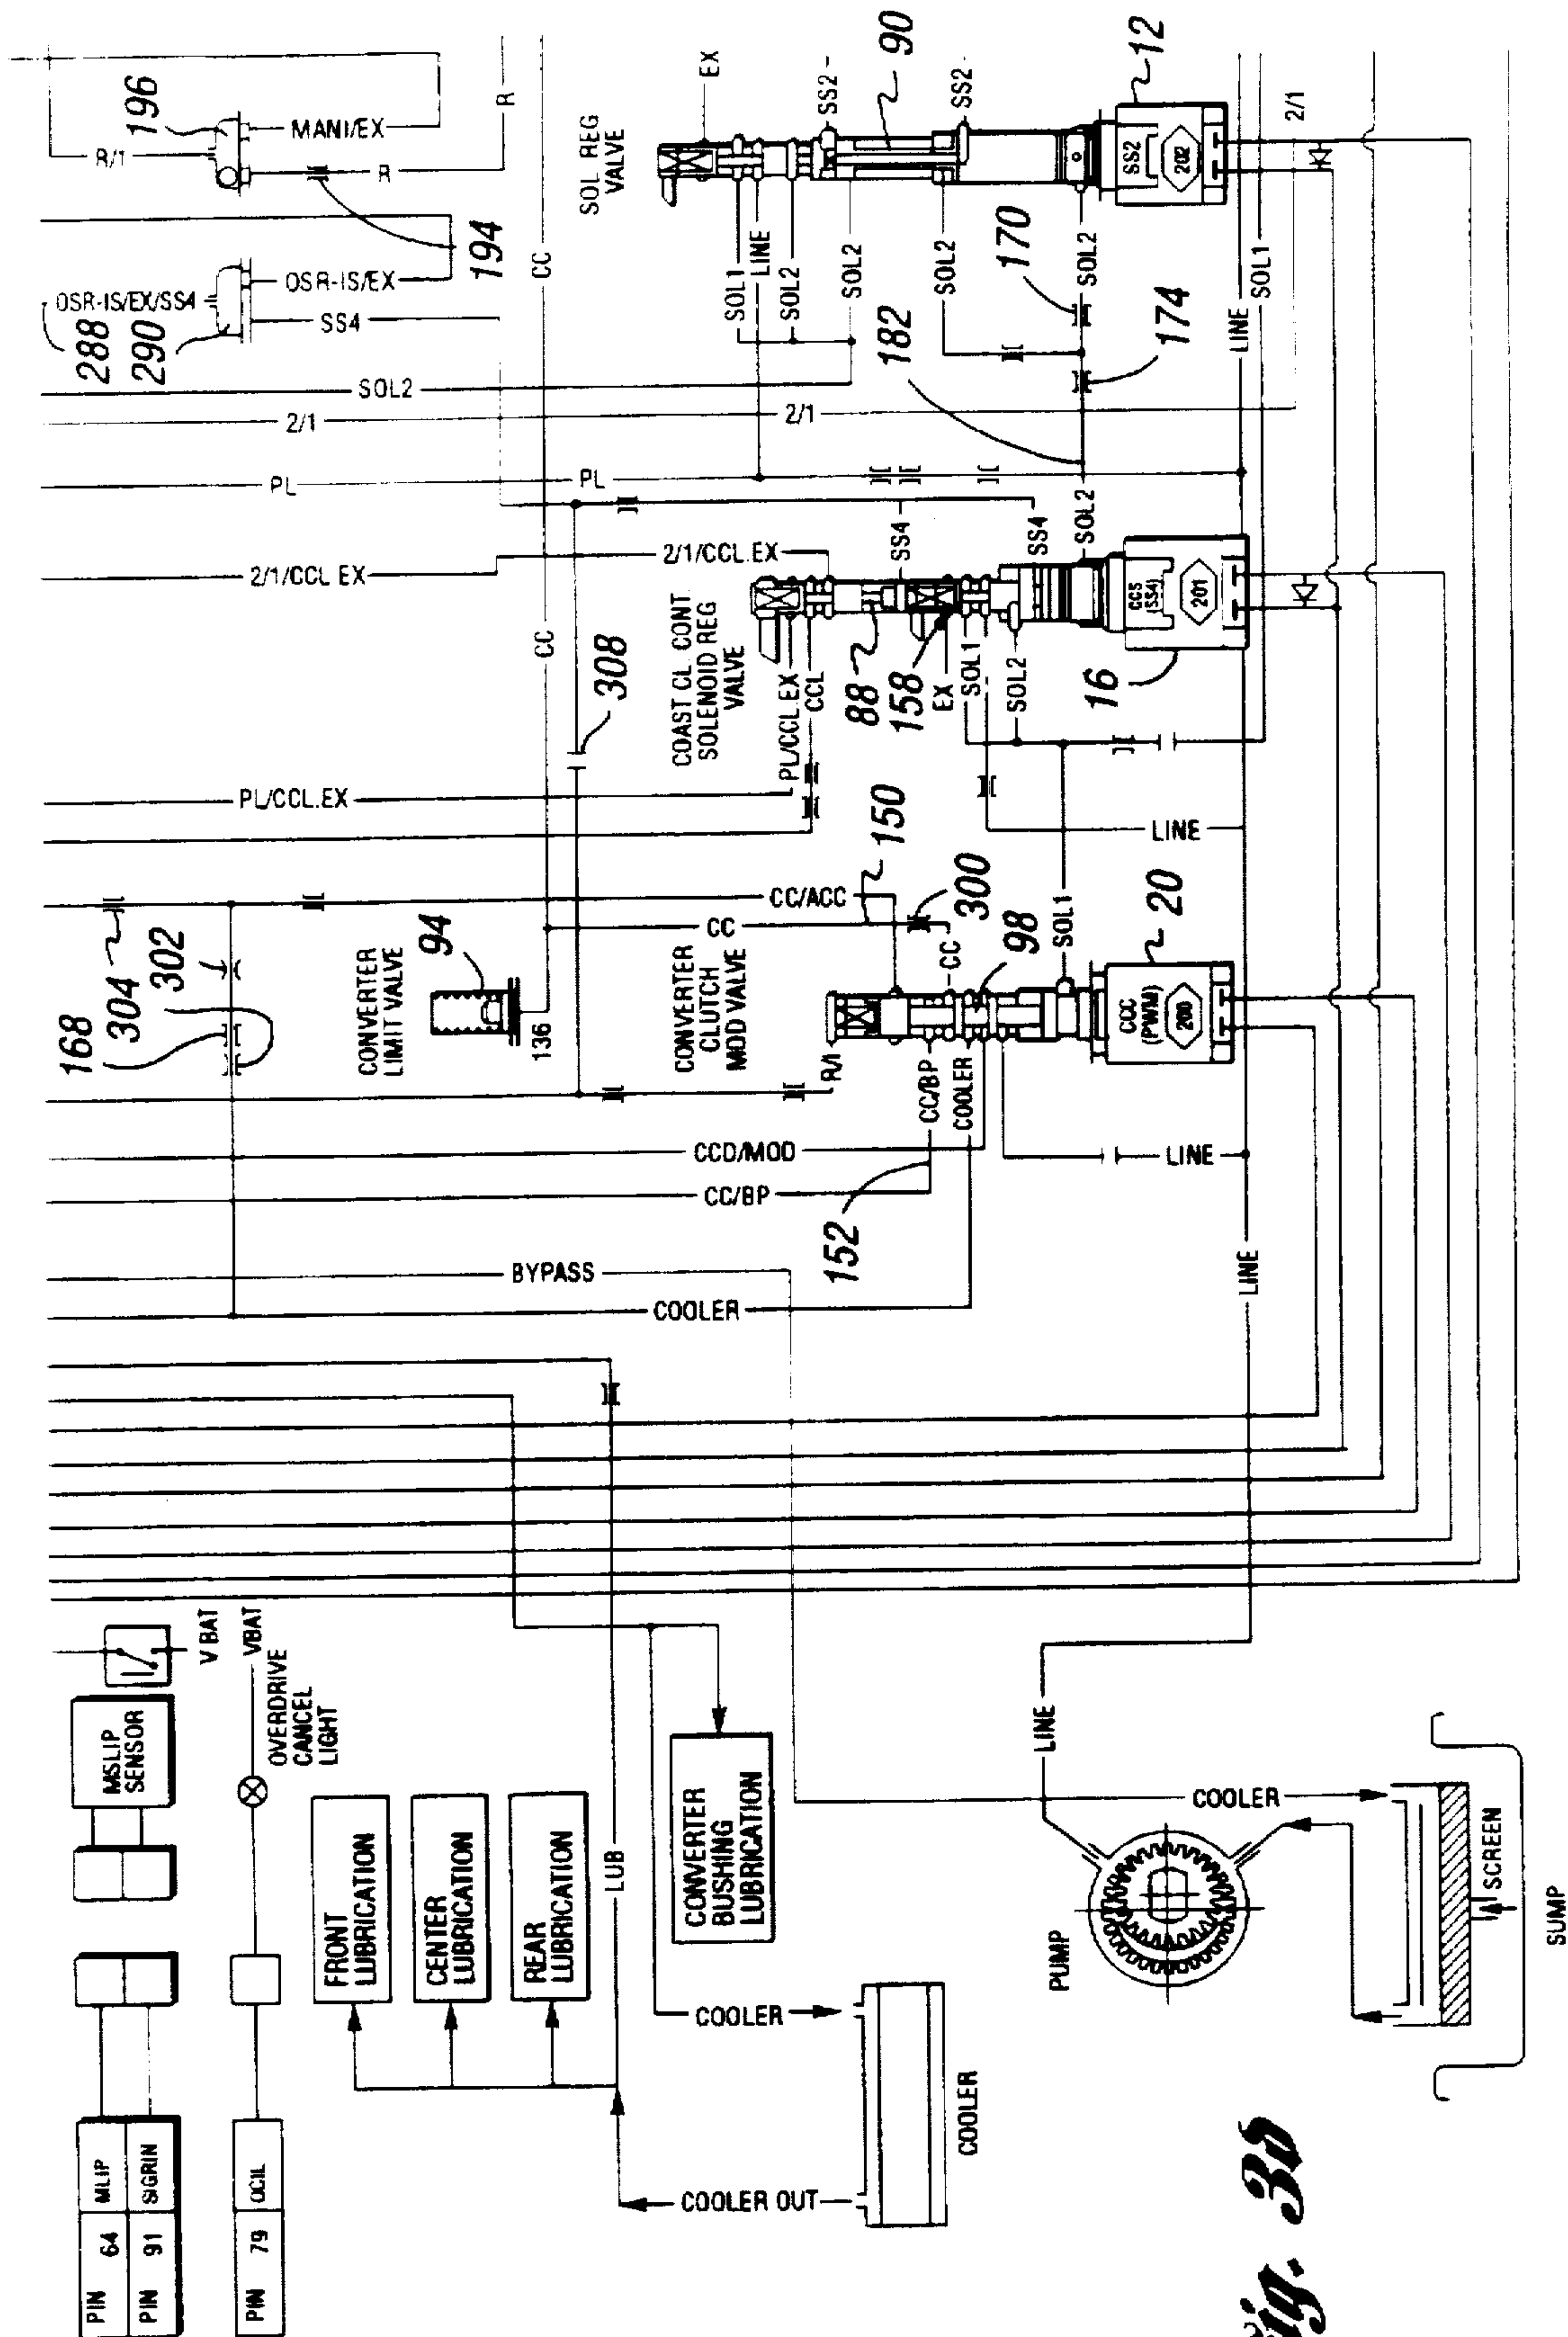 PIN 64 MLIP
PIN 91 SIGRIN
PIN 79 OCIL
MSLIP
SENSOR
V BAT
VBAT
OVERDRIVE
CANCEL
LIGHT
FRONT
LUBRICATION
CENTER
LUBRICATION
REAR
LUBRICATION
LUB
CONVERTER
BUSHING
LUBRICATION
COOLER
COOLER OUT
COOLER
PUMP
LINE
COOLER
SCREEN
SUMP
168
304
302
CONVERTER
LIMIT VALVE
94
136
CONVERTER
CLUTCH
MOD VALVE
R/1
CC/BP
COOLER
CCD/MOD
CC/BP
152
BYPASS
COOLER
LINE
LINE
CC/ACC
CC
150
300
CC
98
SOL1
CCC
(PWM)
200
20
PL/CCL.EX
308
COAST CL. CONT.
SOLENOID REG
VALVE
PL/CCL.EX
CCL
88
158
EX
SOL1
SOL2
16
LINE
2/1/CCL EX
2/1/CCL.EX
SS4
SS4
SOL2
CCS
(SS4)
201
PL
PL
2/1
2/1
SOL2
182
174
170
LINE
SOL1
2/1
288
290
OSR-IS/EX/SS4
OSR-IS/EX
SS4
194
R/1
196
MANI/EX
R
R
CC
CC
SOL REG
VALVE
EX
SOL1
LINE
SOL2
SOL2
SOL2
SOL2
SS2
90
SS2
SS2
202
12
Fig. 3d